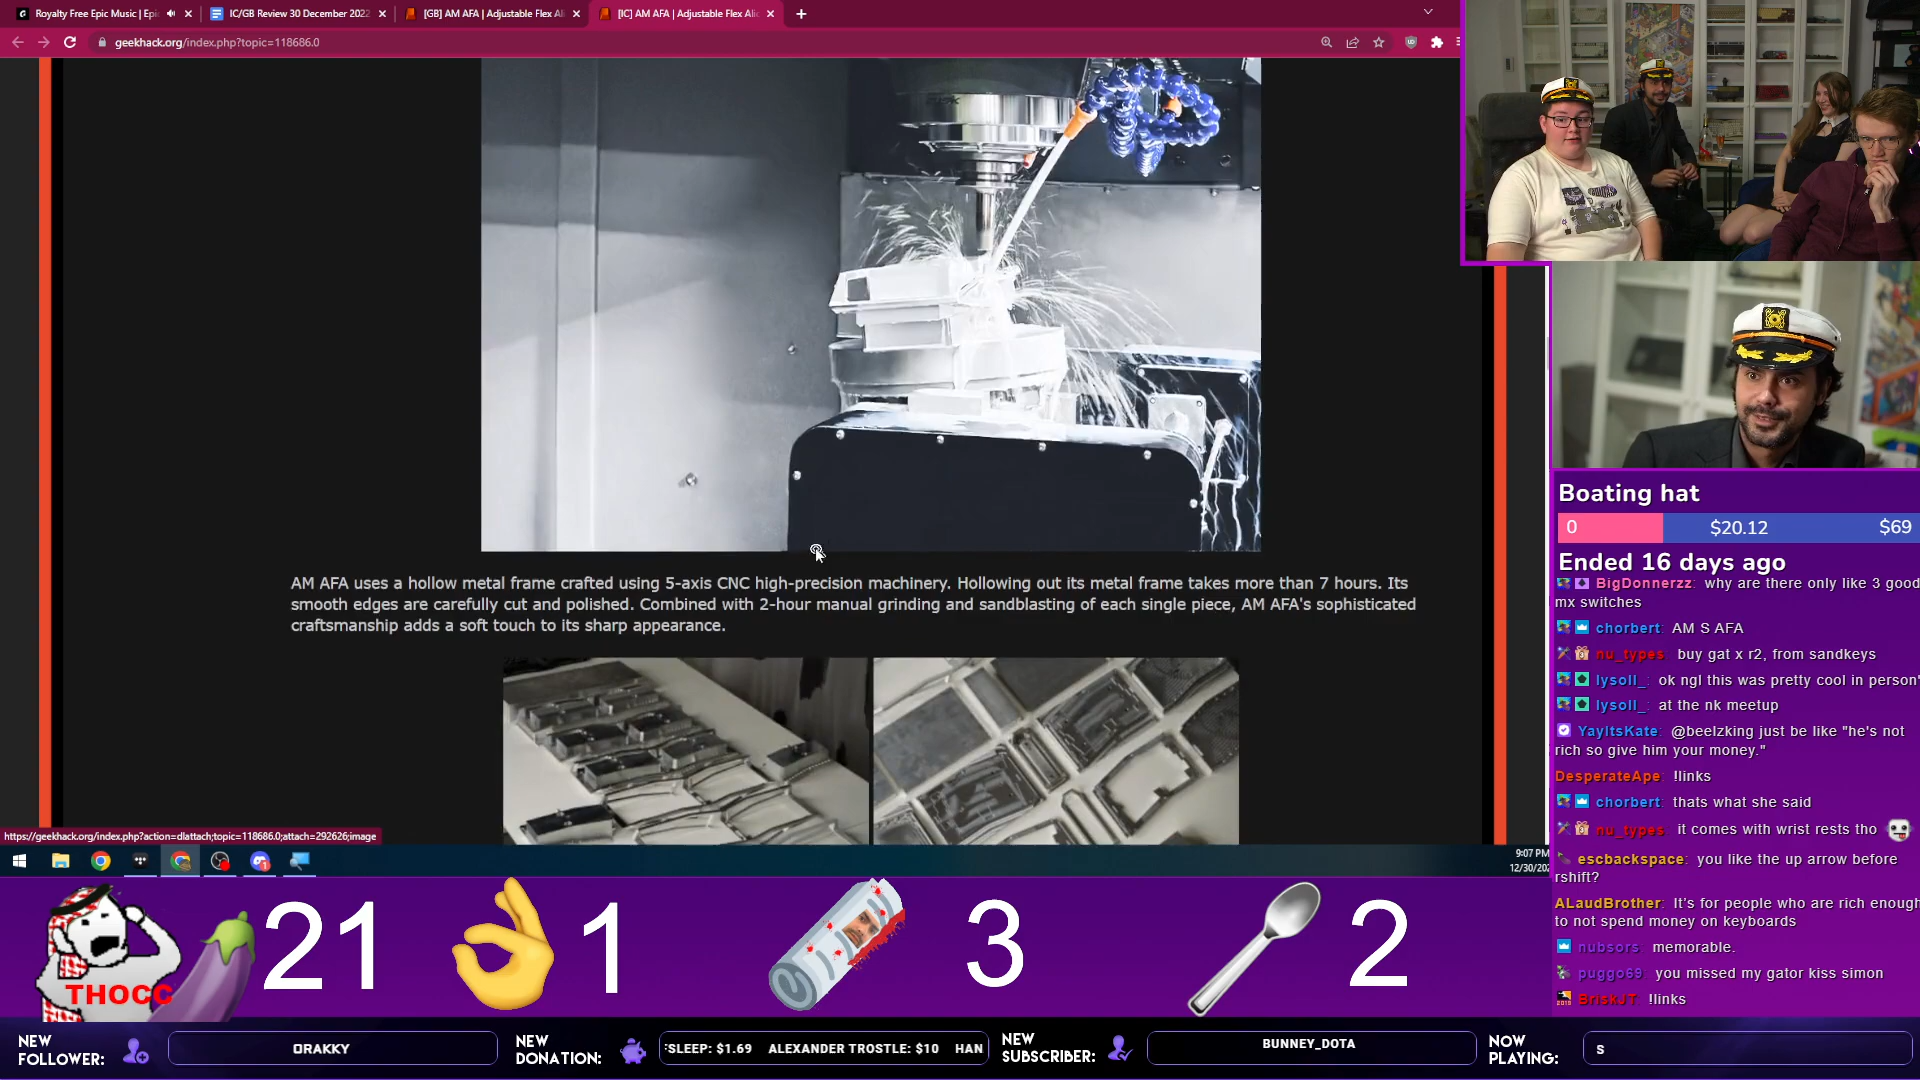 Royalty Free Epic Music | Epi
IC/GB Review 30 December 2022
[GB] AM AFA | Adjustable Flex Ali
[IC] AM AFA | Adjustable Flex Alic
geekhack.org/index.php?topic=118686.0
AM AFA uses a hollow metal frame crafted using 5-axis CNC high-precision machinery. Hollowing out its metal frame takes more than 7 hours. Its
smooth edges are carefully cut and polished. Combined with 2-hour manual grinding and sandblasting of each single piece, AM AFA's sophisticated
craftsmanship adds a soft touch to its sharp appearance.
https://geekhack.org/index.php?action=dlattach;topic=118686.0;attach=292626;image
9:07 PM
12/30/202
Boating hat
0 $20.12 $69
Ended 16 days ago
BigDonnerzz: why are there only like 3 good
mx switches
chorbert: AM S AFA
nu_types: buy gat x r2, from sandkeys
lysoll_: ok ngl this was pretty cool in person'
lysoll_: at the nk meetup
YayItsKate: @beelzking just be like "he's not
rich so give him your money."
DesperateApe: !links
chorbert: thats what she said
nu_types: it comes with wrist rests tho
escbackspace: you like the up arrow before
rshift?
ALaudBrother: It's for people who are rich enough
to not spend money on keyboards
nubsors: memorable.
puggo69: you missed my gator kiss simon
BriskJT: !links
THOCC 21 1 3 2
NEW
FOLLOWER:
ORAKKY
NEW
DONATION:
:SLEEP: $1.69 ALEXANDER TROSTLE: $10 HAN
NEW
SUBSCRIBER:
BUNNEY_DOTA
NOW
PLAYING:
S